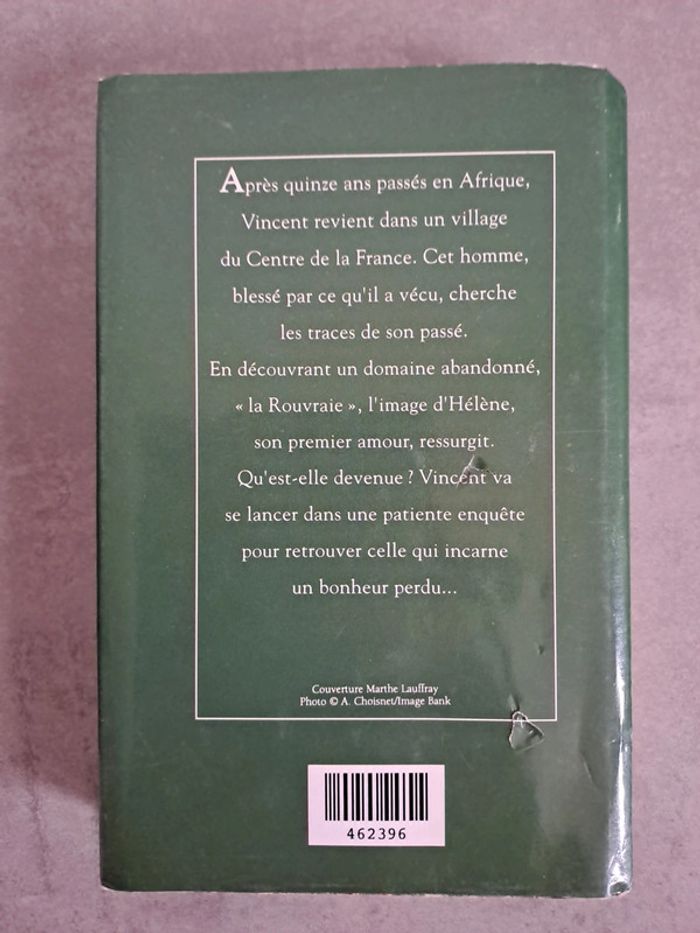 Après quinze ans passés en Afrique,
Vincent revient dans un village
du Centre de la France. Cet homme,
blessé par ce qu'il a vécu, cherche
les traces de son passé.
En découvrant un domaine abandonné,
« la Rouvraie », l'image d'Hélène,
son premier amour, ressurgit.
Qu'est-elle devenue ? Vincent va
se lancer dans une patiente enquête
pour retrouver celle qui incarne
un bonheur perdu...
Couverture Marthe Lauffray
Photo © A. Choisnet/Image Bank
462396